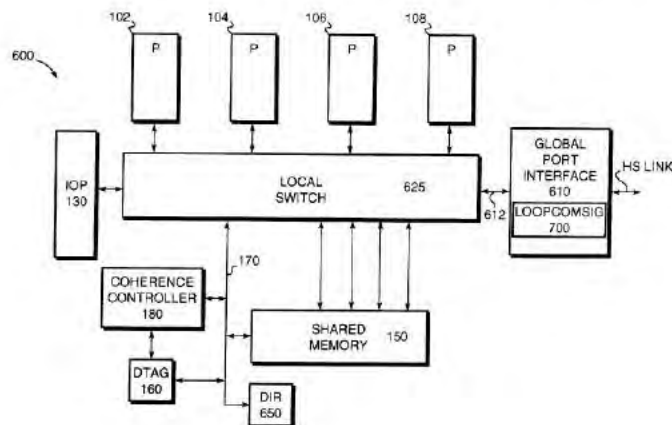 102
104
106
108
P
P
P
P
600
IOP
130
LOCAL
SWITCH
625
GLOBAL
PORT
INTERFACE
610
LOOPCOMSIG
700
HS LINK
612
170
COHERENCE
CONTROLLER
180
SHARED
MEMORY
150
DTAG
160
DIR
650